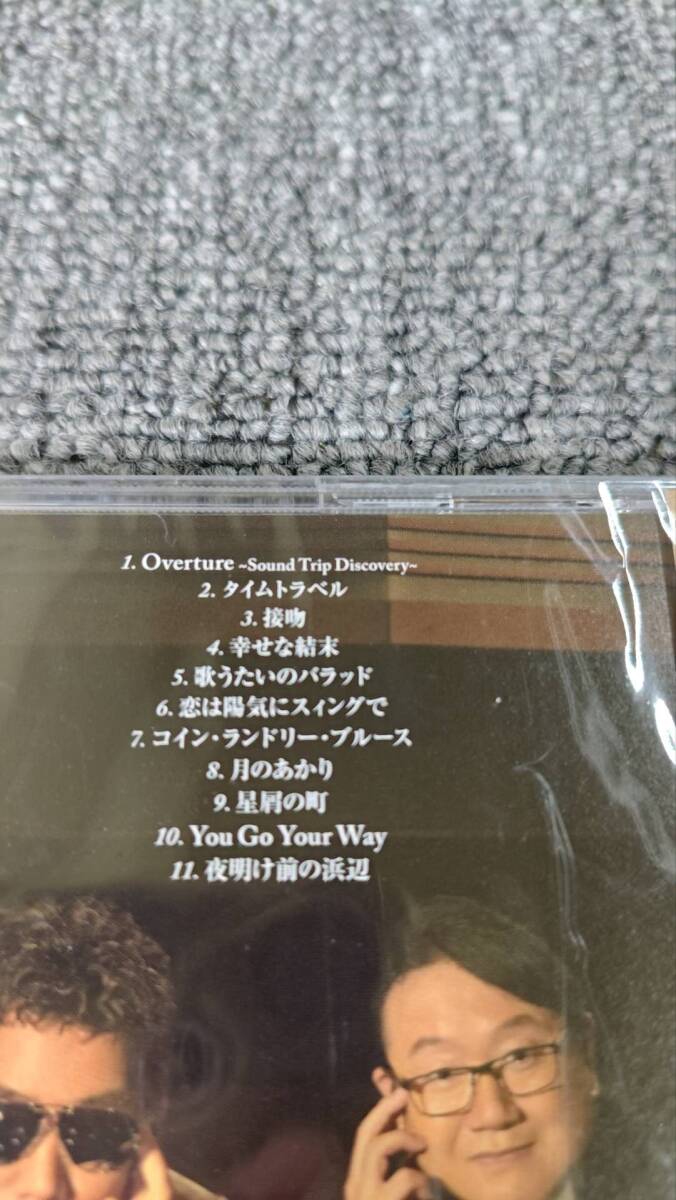 1. Overture ~Sound Trip Discovery~
2. タイムトラベル
3. 接吻
4. 幸せな結末
5. 歌うたいのバラッド
6. 恋は陽気にスィングで
7. コイン・ランドリー・ブルース
8. 月のあかり
9. 星屑の町
10. You Go Your Way
11. 夜明け前の浜辺